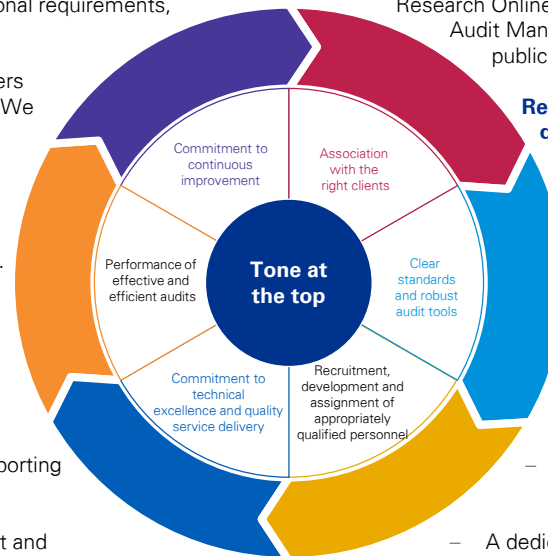 onal requirements,
Research Online
Audit Man
public
ers
We
Re
d
Commitment to
continuous
improvement
Association
with the
right clients
Performance of
effective and
efficient audits
Tone at
the top
Clear
standards
and robust
audit tools
Commitment to
technical
excellence and quality
service delivery
Recruitment,
development and
assignment of
appropriately
qualified personnel
porting
–
t and
– A dedic